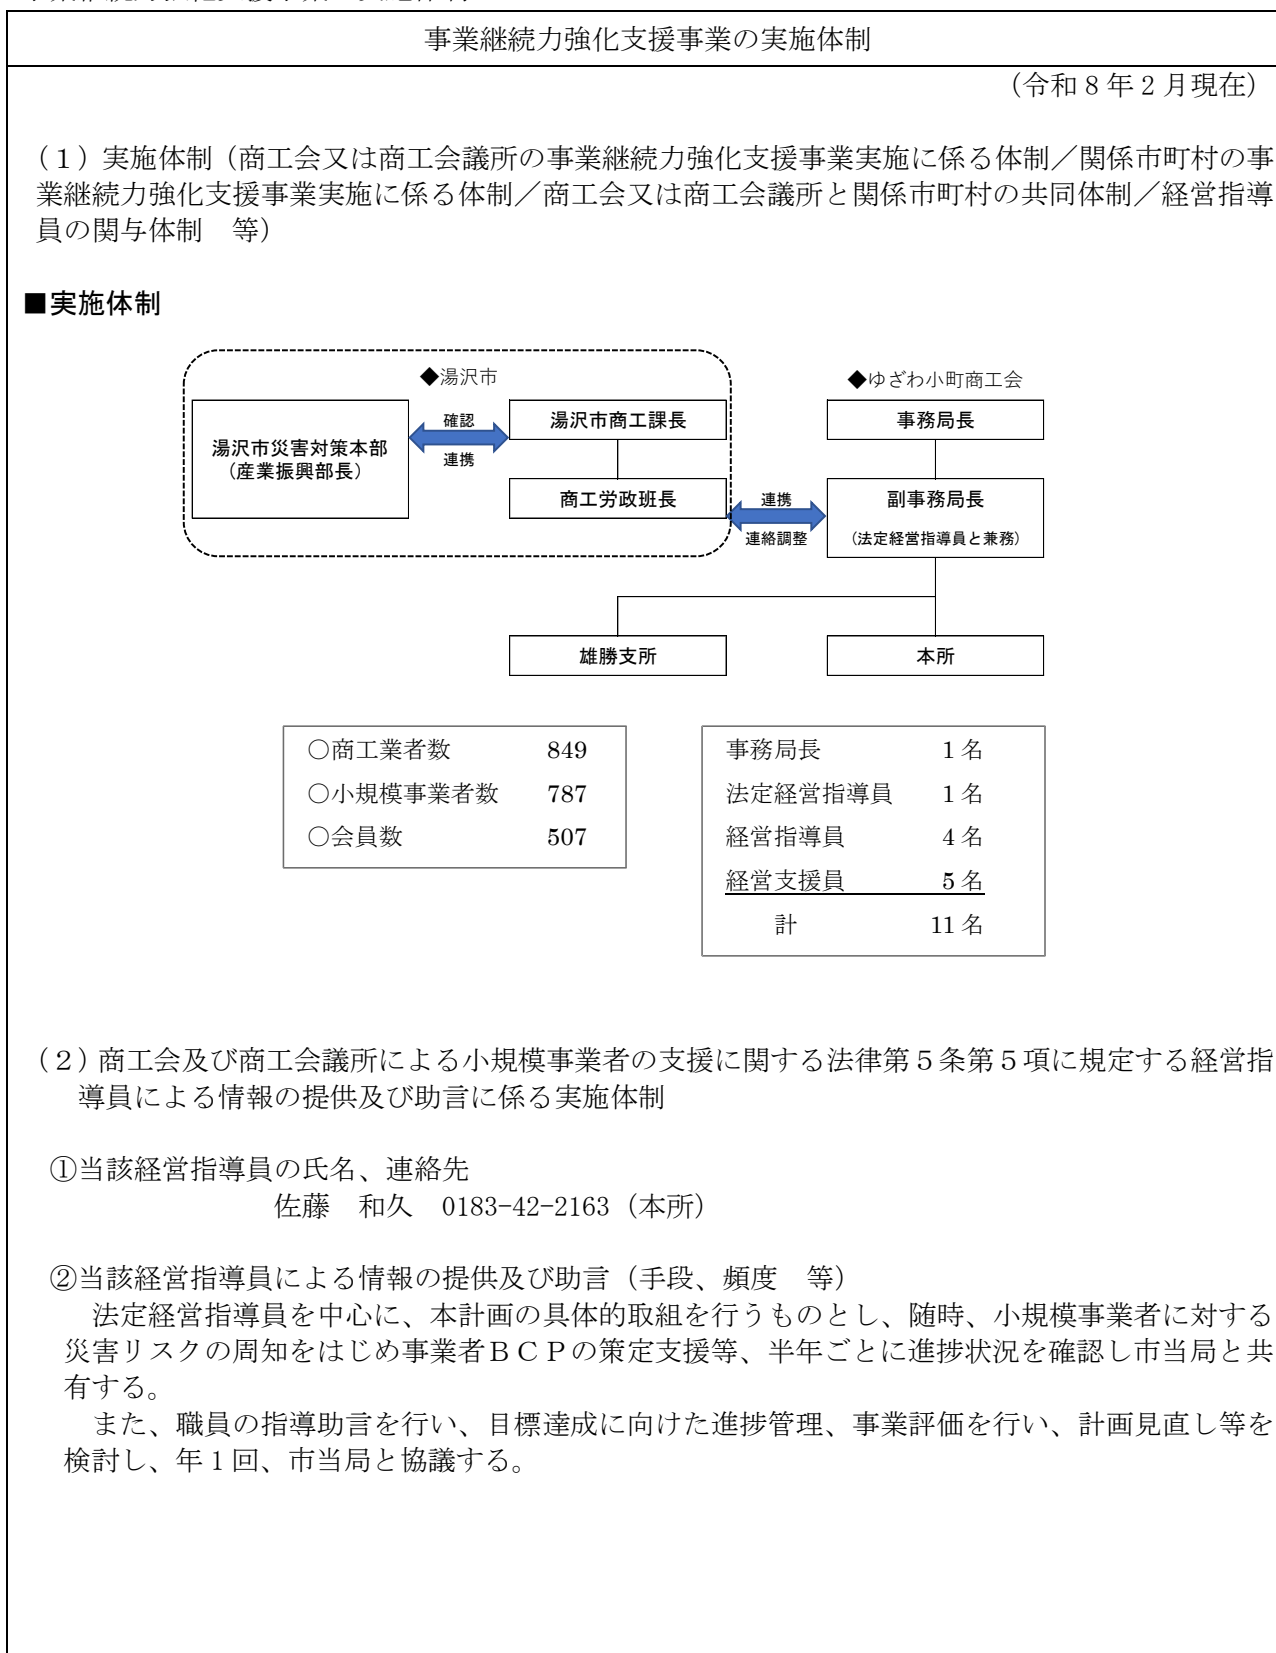 事業継続力強化支援事業の実施体制
（令和８年２月現在）
（１）実施体制（商工会又は商工会議所の事業継続力強化支援事業実施に係る体制／関係市町村の事
業継続力強化支援事業実施に係る体制／商工会又は商工会議所と関係市町村の共同体制／経営指導
員の関与体制　等）
■実施体制
◆湯沢市
◆ゆざわ小町商工会
湯沢市災害対策本部
（産業振興部長）
確認
連携
湯沢市商工課長
商工労政班長
連携
連絡調整
事務局長
副事務局長
（法定経営指導員と兼務）
雄勝支所
本所
○商工業者数　849
○小規模事業者数　787
○会員数　507
事務局長　1名
法定経営指導員　1名
経営指導員　4名
経営支援員　5名
計　11名
（２）商工会及び商工会議所による小規模事業者の支援に関する法律第５条第５項に規定する経営指
導員による情報の提供及び助言に係る実施体制
①当該経営指導員の氏名、連絡先
佐藤　和久　0183-42-2163（本所）
②当該経営指導員による情報の提供及び助言（手段、頻度　等）
法定経営指導員を中心に、本計画の具体的取組を行うものとし、随時、小規模事業者に対する
災害リスクの周知をはじめ事業者ＢＣＰの策定支援等、半年ごとに進捗状況を確認し市当局と共
有する。
また、職員の指導助言を行い、目標達成に向けた進捗管理、事業評価を行い、計画見直し等を
検討し、年１回、市当局と協議する。